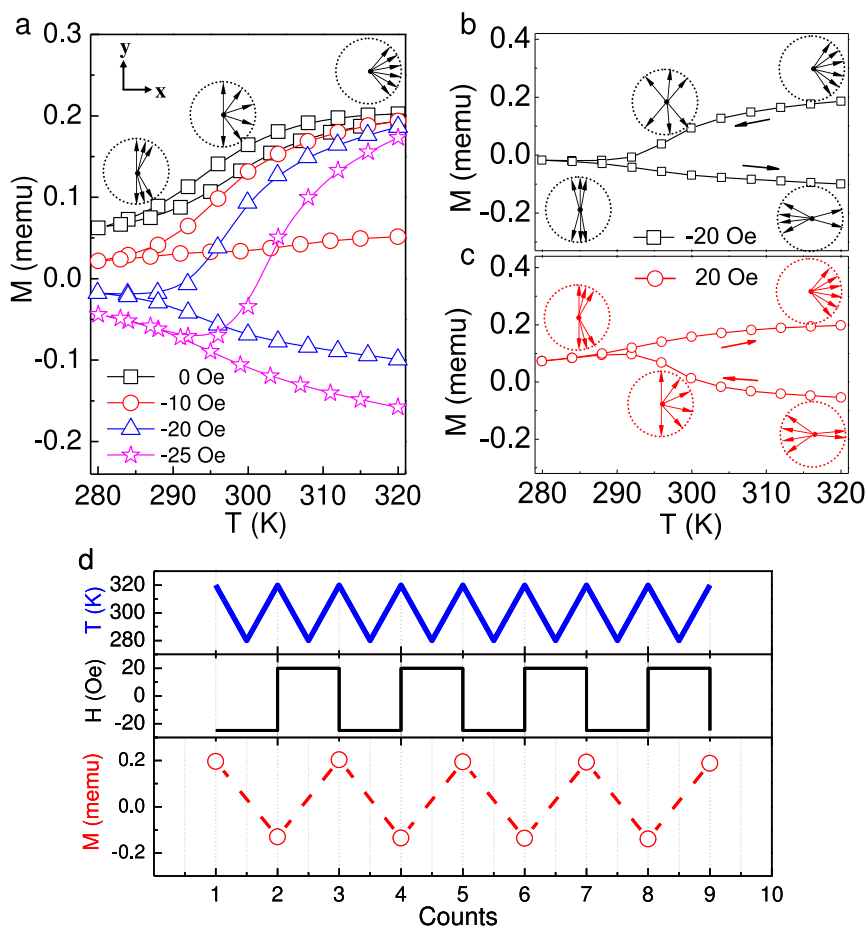 a
y
x
M (memu)
0.3
0.2
0.1
0.0
-0.1
-0.2
0 Oe
-10 Oe
-20 Oe
-25 Oe
280 290 300 310 320
T (K)
b
M (memu)
0.4
0.2
0.0
-0.2
-20 Oe
c
M (memu)
0.4
0.2
0.0
-0.2
20 Oe
280 290 300 310 320
T (K)
d
T (K)
320
300
280
H (Oe)
20
0
-20
M (memu)
0.2
0.0
-0.2
1 2 3 4 5 6 7 8 9 10
Counts